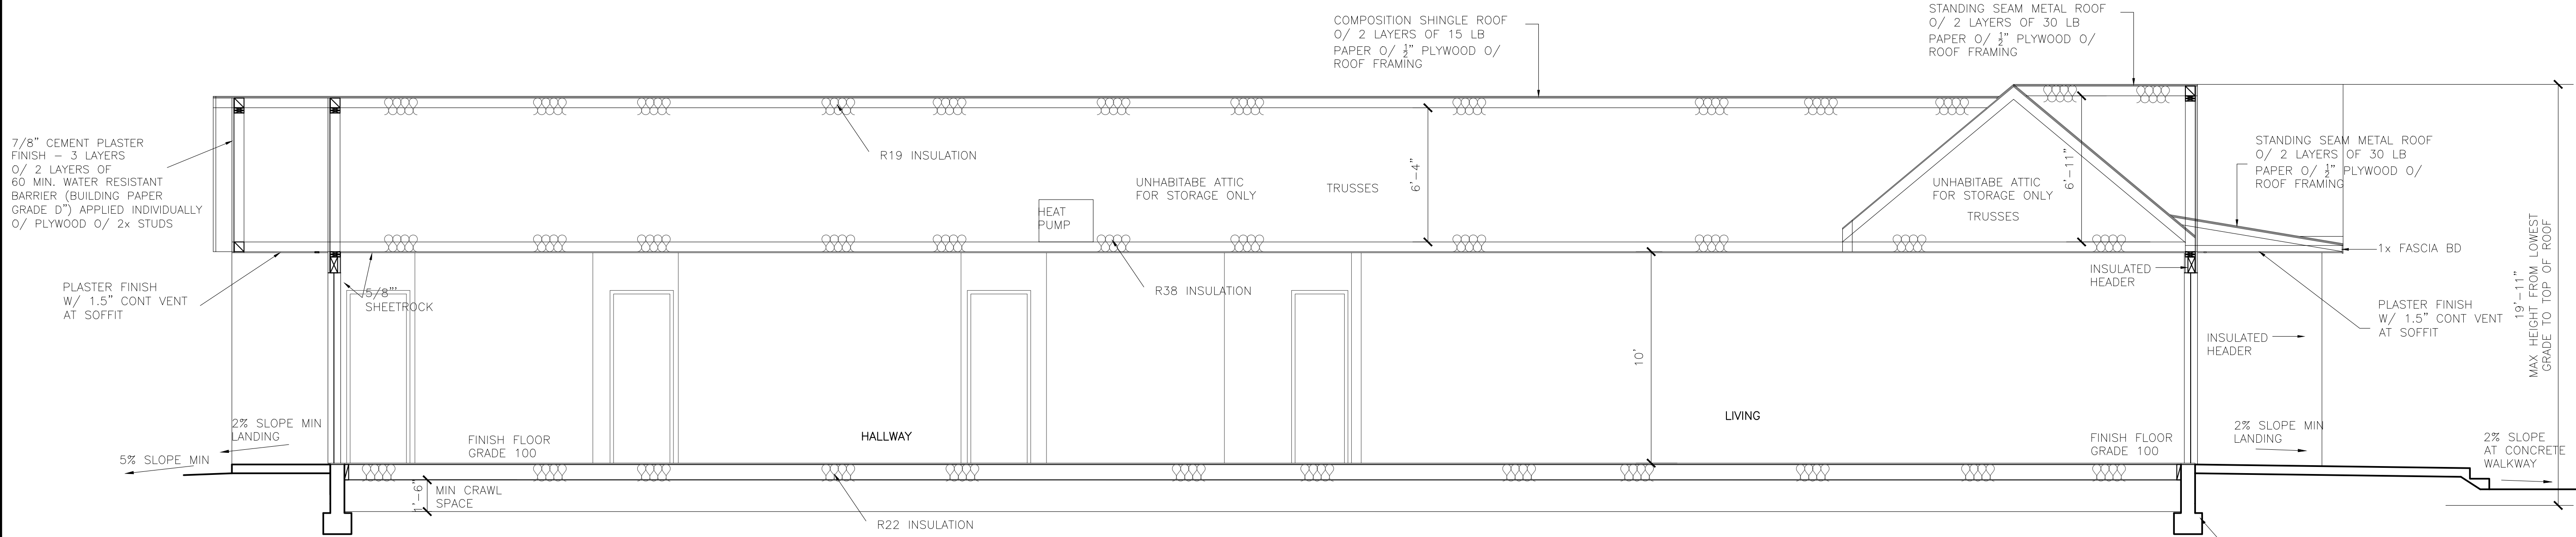 COMPOSITION SHINGLE ROOF
O/ 2 LAYERS OF 15 LB
PAPER O/ ½" PLYWOOD O/
ROOF FRAMING
STANDING SEAM METAL ROOF
O/ 2 LAYERS OF 30 LB
PAPER O/ ½" PLYWOOD O/
ROOF FRAMING
7/8" CEMENT PLASTER
FINISH – 3 LAYERS
O/ 2 LAYERS OF
60 MIN. WATER RESISTANT
BARRIER (BUILDING PAPER
GRADE D") APPLIED INDIVIDUALLY
O/ PLYWOOD O/ 2x STUDS
R19 INSULATION
HEAT
PUMP
UNHABITABE ATTIC
FOR STORAGE ONLY
TRUSSES
6'-4"
UNHABITABE ATTIC
FOR STORAGE ONLY
TRUSSES
6'-11"
STANDING SEAM METAL ROOF
O/ 2 LAYERS OF 30 LB
PAPER O/ ½" PLYWOOD O/
ROOF FRAMING
1x FASCIA BD
PLASTER FINISH
W/ 1.5" CONT VENT
AT SOFFIT
5/8"'
SHEETROCK
R38 INSULATION
INSULATED
HEADER
INSULATED
HEADER
PLASTER FINISH
W/ 1.5" CONT VENT
AT SOFFIT
19'-11"
MAX HEIGHT FROM LOWEST
GRADE TO TOP OF ROOF
10'
2% SLOPE MIN
LANDING
5% SLOPE MIN
FINISH FLOOR
GRADE 100
HALLWAY
LIVING
FINISH FLOOR
GRADE 100
2% SLOPE MIN
LANDING
2% SLOPE
AT CONCRETE
WALKWAY
1'-6"
MIN CRAWL
SPACE
R22 INSULATION